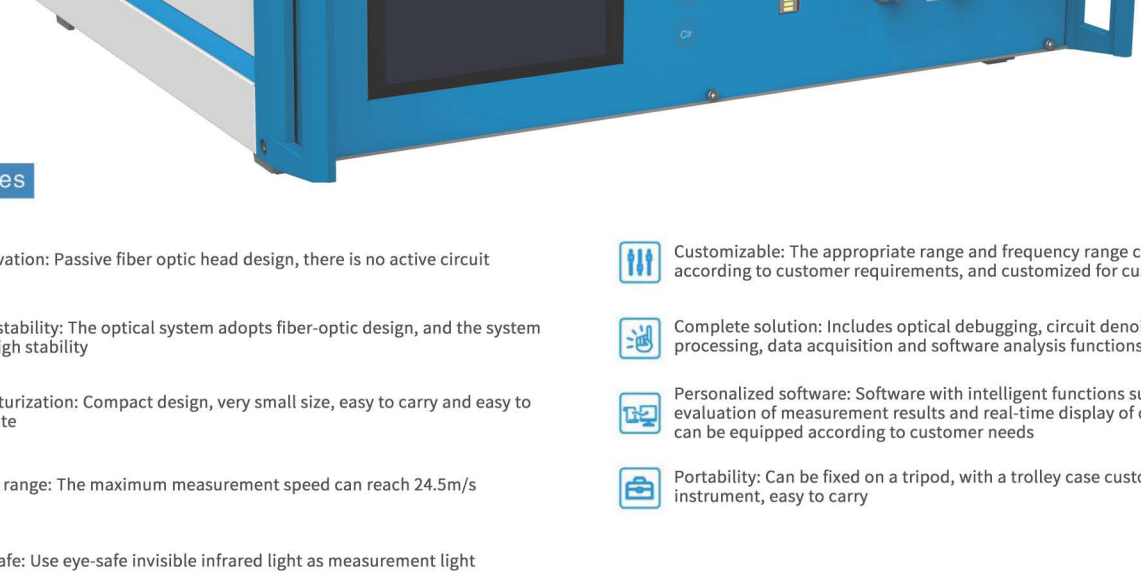 Clr
es
vation: Passive fiber optic head design, there is no active circuit
stability: The optical system adopts fiber-optic design, and the system
igh stability
turization: Compact design, very small size, easy to carry and easy to
te
range: The maximum measurement speed can reach 24.5m/s
afe: Use eye-safe invisible infrared light as measurement light
Customizable: The appropriate range and frequency range c
according to customer requirements, and customized for cu
Complete solution: Includes optical debugging, circuit denoi
processing, data acquisition and software analysis functions
Personalized software: Software with intelligent functions su
evaluation of measurement results and real-time display of
can be equipped according to customer needs
Portability: Can be fixed on a tripod, with a trolley case custo
instrument, easy to carry